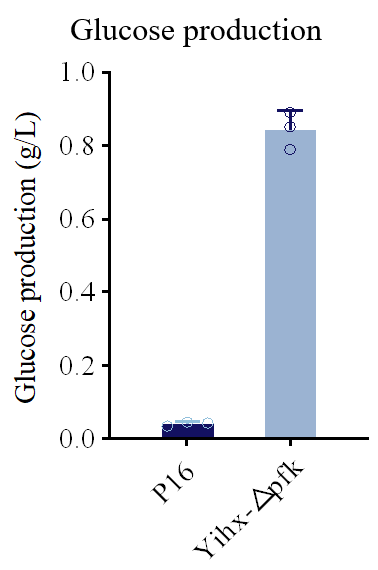 Glucose production
Glucose production (g/L)
1.0
0.8
0.6
0.4
0.2
0.0
P16
Yihx-Δpfk